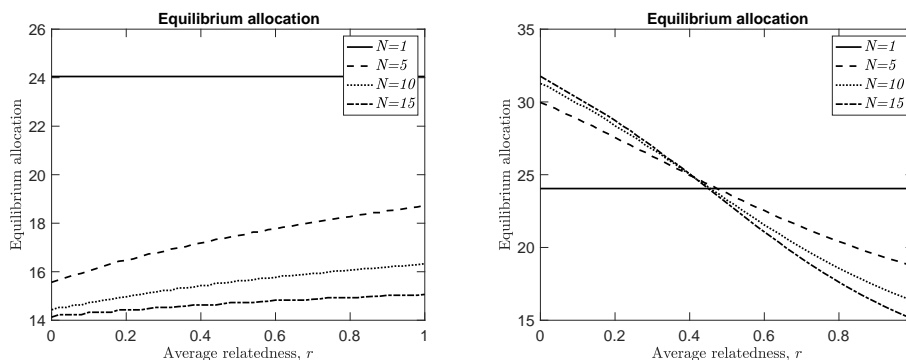 Equilibrium allocation
26
24
22
20
18
16
14
Equilibrium allocation
0
0.2
0.4
0.6
0.8
1
Average relatedness, r
N=1
N=5
N=10
N=15
Equilibrium allocation
35
30
25
20
15
Equilibrium allocation
0
0.2
0.4
0.6
0.8
Average relatedness, r
N=1
N=5
N=10
N=15